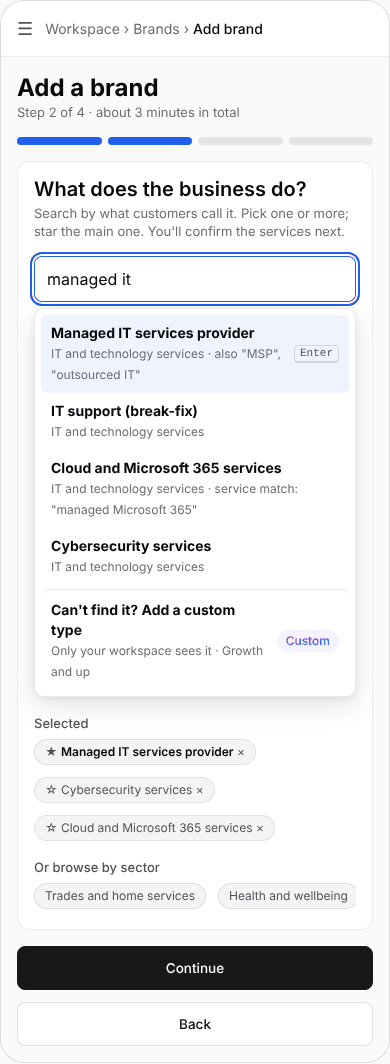 ☰ Workspace › Brands › Add brand
Add a brand
Step 2 of 4 · about 3 minutes in total
What does the business do?
Search by what customers call it. Pick one or more;
star the main one. You'll confirm the services next.
managed it
Managed IT services provider
IT and technology services · also "MSP",
"outsourced IT"
Enter
IT support (break-fix)
IT and technology services
Cloud and Microsoft 365 services
IT and technology services · service match:
"managed Microsoft 365"
Cybersecurity services
IT and technology services
Can't find it? Add a custom
type
Only your workspace sees it · Growth
and up
Custom
Selected
★ Managed IT services provider ×
☆ Cybersecurity services ×
☆ Cloud and Microsoft 365 services ×
Or browse by sector
Trades and home services
Health and wellbeing
Continue
Back